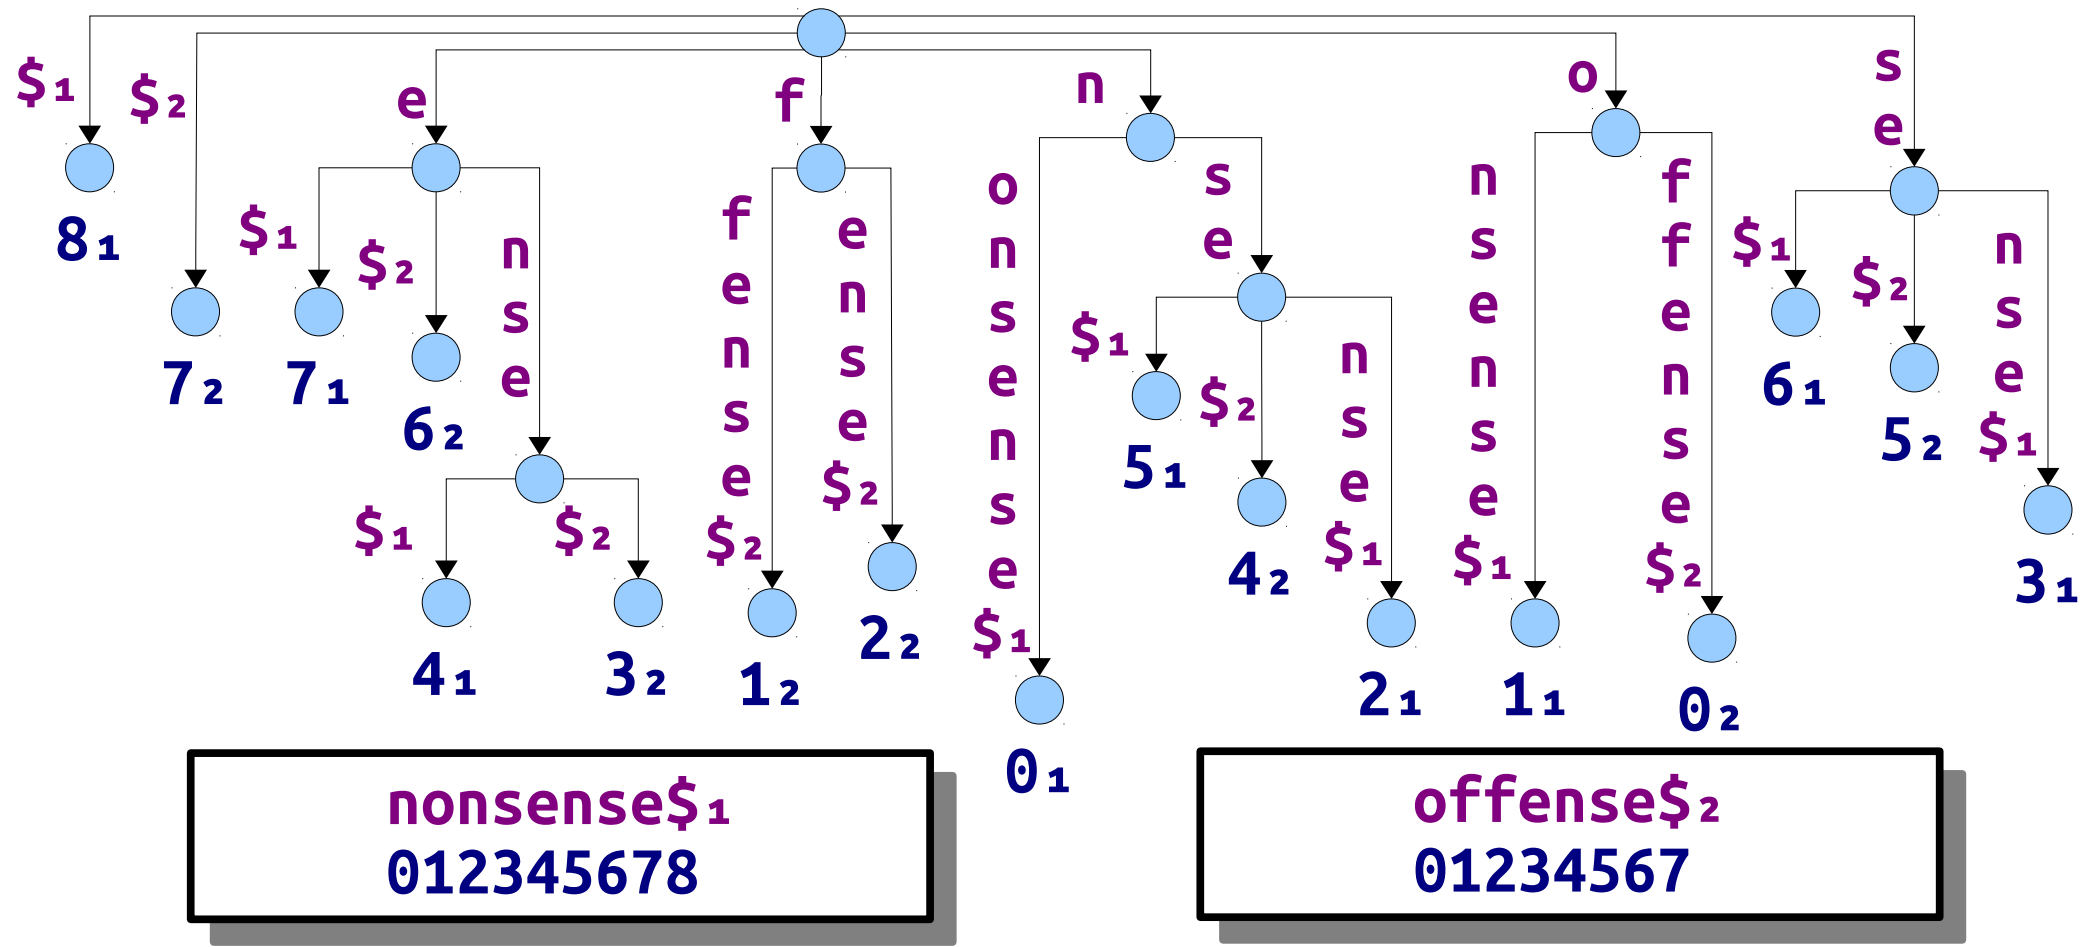 $₁
$₂
e
f
n
o
se
8₁
7₂
$₁
$₂
nse
7₁
6₂
$₁
$₂
4₁
3₂
fense$₂
ense$₂
1₂
2₂
onsense$₁
se
0₁
$₁
$₂
nse$₁
5₁
4₂
2₁
nsense$₁
ffense$₂
1₁
0₂
$₁
$₂
nse$₁
6₁
5₂
3₁
nonsense$₁
012345678
offense$₂
01234567